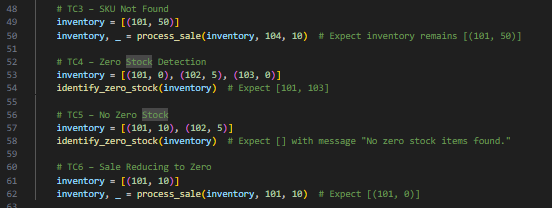 48 # TC3 – SKU Not Found
49 inventory = [(101, 50)]
50 inventory, _ = process_sale(inventory, 104, 10)  # Expect inventory remains [(101, 50)]
51
52 # TC4 – Zero Stock Detection
53 inventory = [(101, 0), (102, 5), (103, 0)]
54 identify_zero_stock(inventory)  # Expect [101, 103]
55
56 # TC5 – No Zero Stock
57 inventory = [(101, 10), (102, 5)]
58 identify_zero_stock(inventory)  # Expect [] with message "No zero stock items found."
59
60 # TC6 – Sale Reducing to Zero
61 inventory = [(101, 10)]
62 inventory, _ = process_sale(inventory, 101, 10)  # Expect [(101, 0)]
63